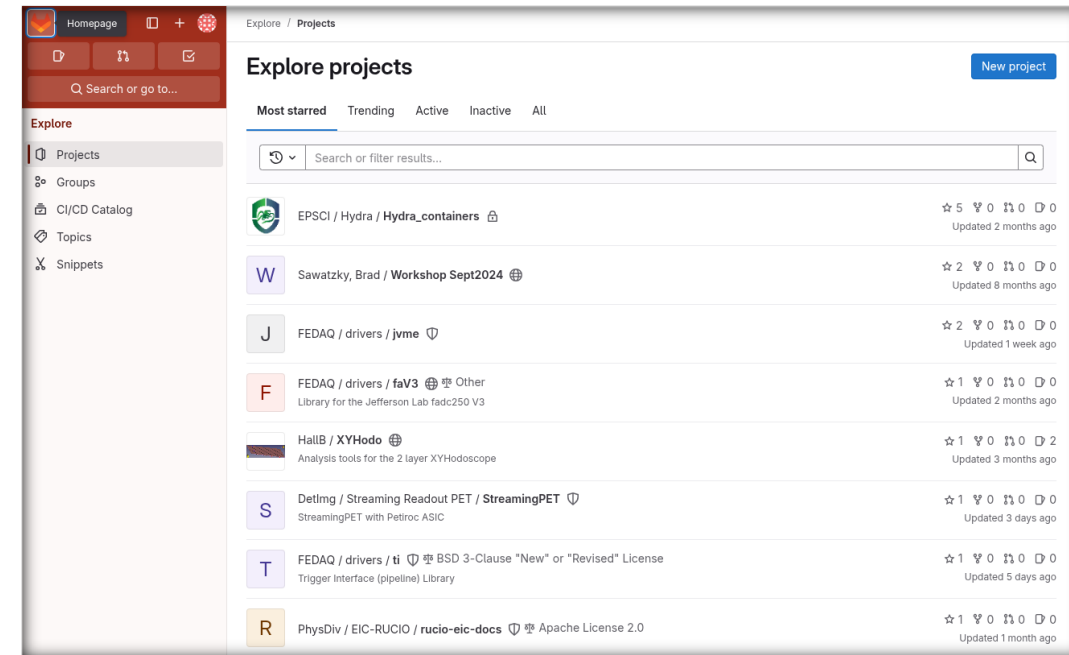 Homepage
Search or go to...
Explore
Projects
Groups
CI/CD Catalog
Topics
Snippets
Explore / Projects
Explore projects
New project
Most starred Trending Active Inactive All
Search or filter results...
EPSCI / Hydra / Hydra_containers
5 0 0 0
Updated 2 months ago
W
Sawatzky, Brad / Workshop Sept2024
2 0 0 0
Updated 8 months ago
J
FEDAQ / drivers / jvme
2 0 0 0
Updated 1 week ago
F
FEDAQ / drivers / faV3 Other
Library for the Jefferson Lab fadc250 V3
1 0 0 0
Updated 2 months ago
HallB / XYHodo
Analysis tools for the 2 layer XYHodoscope
1 0 0 2
Updated 3 months ago
S
DetImg / Streaming Readout PET / StreamingPET
StreamingPET with Petiroc ASIC
1 0 0 0
Updated 3 days ago
T
FEDAQ / drivers / ti BSD 3-Clause "New" or "Revised" License
Trigger Interface (pipeline) Library
1 0 0 0
Updated 5 days ago
R
PhysDiv / EIC-RUCIO / rucio-eic-docs Apache License 2.0
1 0 0 0
Updated 1 month ago